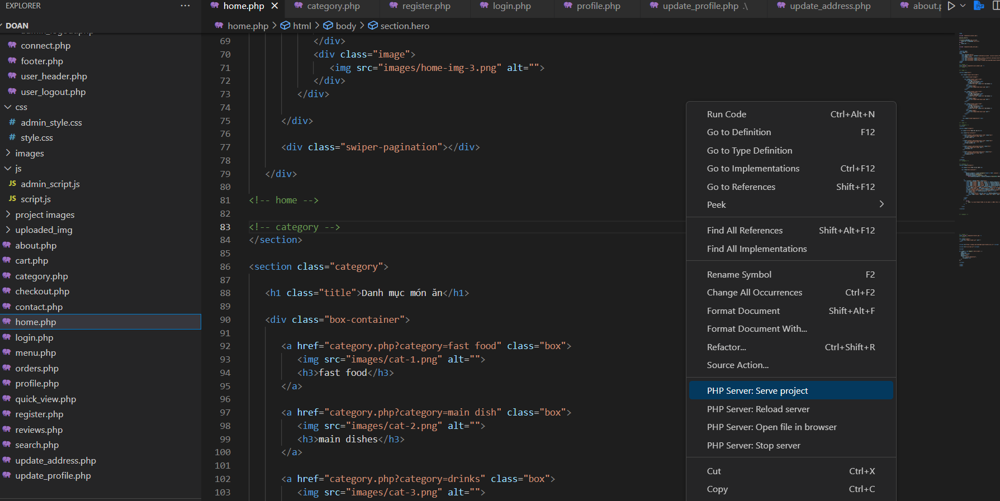 EXPLORER
DOAN
admin_logout.php
connect.php
footer.php
user_header.php
user_logout.php
css
# admin_style.css
# style.css
images
js
JS admin_script.js
JS script.js
project images
uploaded_img
about.php
cart.php
category.php
checkout.php
contact.php
home.php
login.php
menu.php
orders.php
profile.php
quick_view.php
register.php
reviews.php
search.php
update_address.php
update_profile.php
home.php category.php register.php login.php profile.php update_profile.php .\ update_address.php about.p
home.php > html > body > section.hero
69 </div>
70 <div class="image">
71 <img src="images/home-img-3.png" alt="">
72 </div>
73 </div>
74
75 </div>
76
77 <div class="swiper-pagination"></div>
78
79 </div>
80
81 <!-- home -->
82
83 <!-- category -->
84 </section>
85
86 <section class="category">
87
88 <h1 class="title">Danh mục món ăn</h1>
89
90 <div class="box-container">
91
92 <a href="category.php?category=fast food" class="box">
93 <img src="images/cat-1.png" alt="">
94 <h3>fast food</h3>
95 </a>
96
97 <a href="category.php?category=main dish" class="box">
98 <img src="images/cat-2.png" alt="">
99 <h3>main dishes</h3>
100 </a>
101
102 <a href="category.php?category=drinks" class="box">
103 <img src="images/cat-3.png" alt="">
Run Code Ctrl+Alt+N
Go to Definition F12
Go to Type Definition
Go to Implementations Ctrl+F12
Go to References Shift+F12
Peek
Find All References Shift+Alt+F12
Find All Implementations
Rename Symbol F2
Change All Occurrences Ctrl+F2
Format Document Shift+Alt+F
Format Document With...
Refactor... Ctrl+Shift+R
Source Action...
PHP Server: Serve project
PHP Server: Reload server
PHP Server: Open file in browser
PHP Server: Stop server
Cut Ctrl+X
Copy Ctrl+C